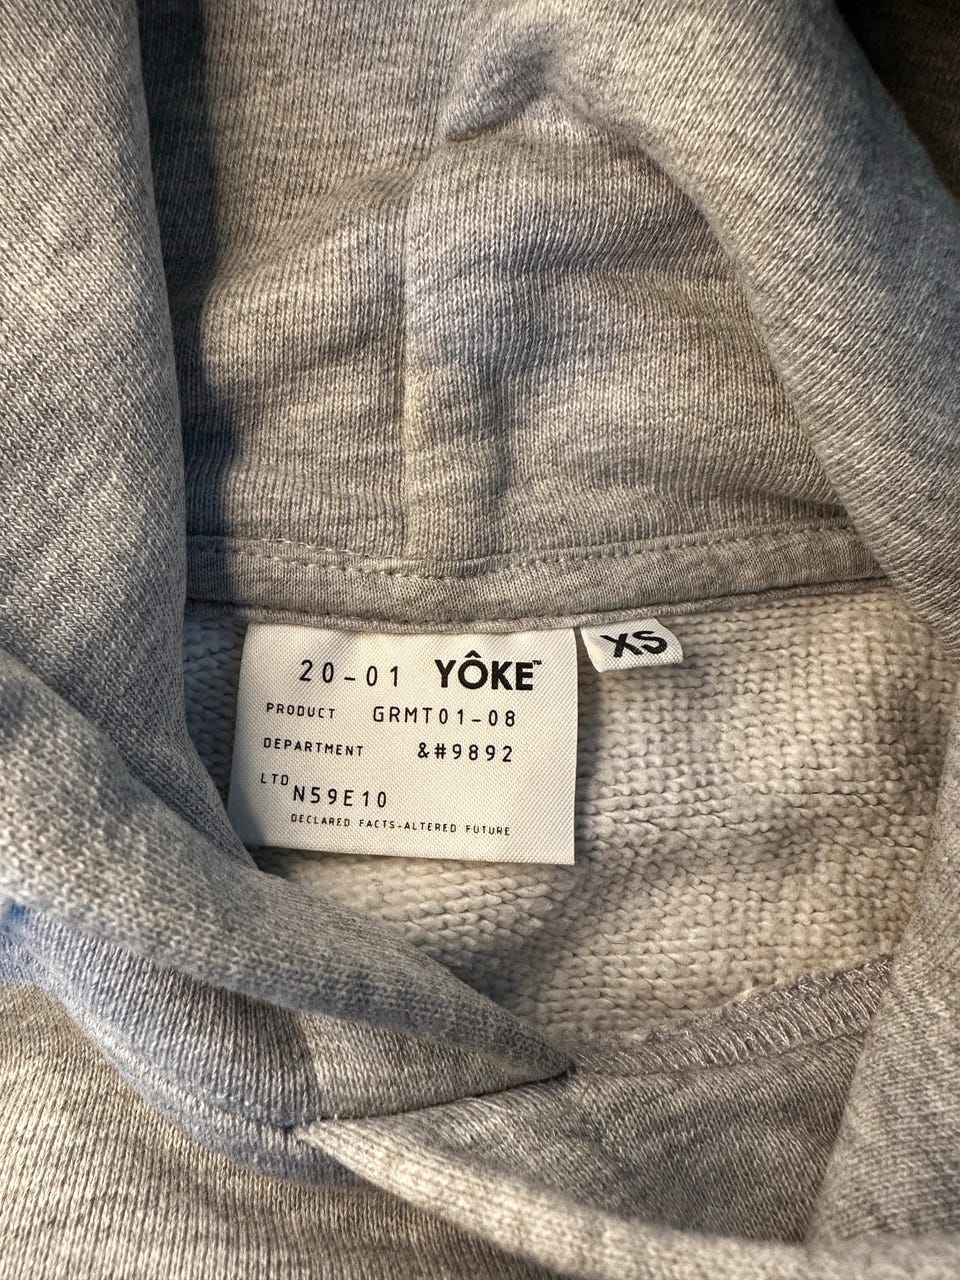 20-01 YÔKE™
PRODUCT GRMT01-08
DEPARTMENT &#9892
LTD N59E10
DECLARED FACTS-ALTERED FUTURE
XS